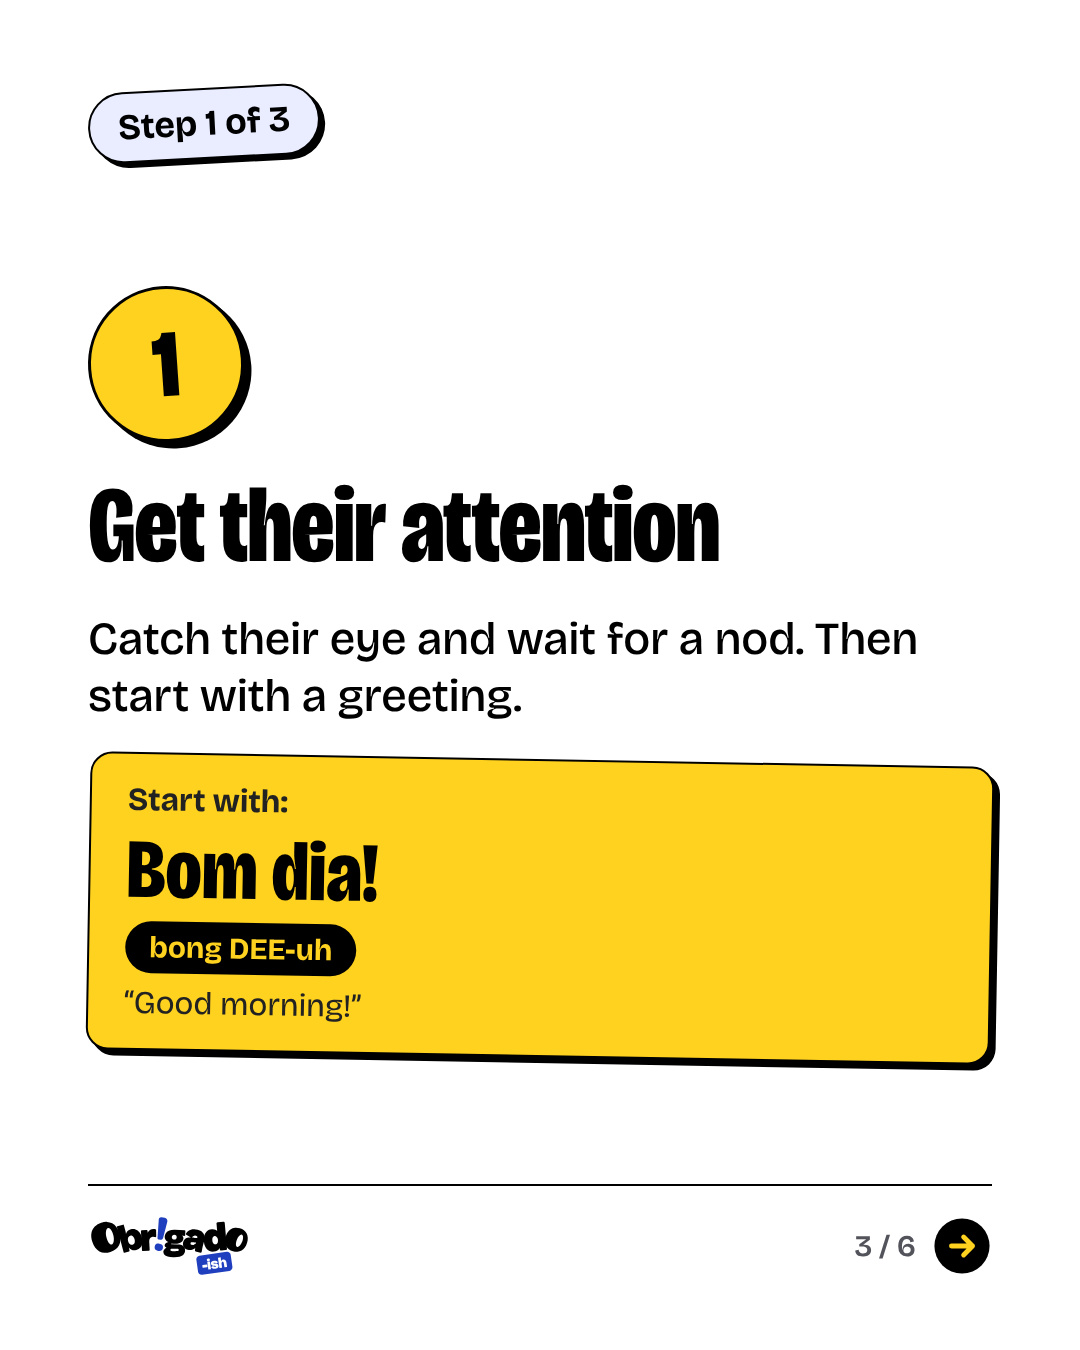 Step 1 of 3
1
Get their attention
Catch their eye and wait for a nod. Then
start with a greeting.
Start with:
Bom dia!
bong DEE-uh
“Good morning!”
Obr!gado
-ish
3 / 6